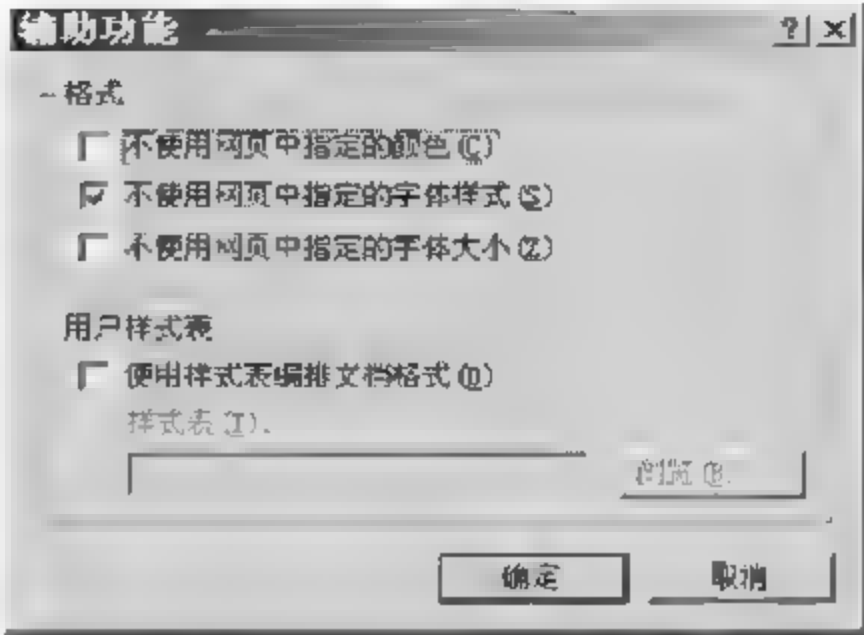 辅助功能
格式
不使用网页中指定的颜色(C)
不使用网页中指定的字体样式(S)
不使用网页中指定的字体大小(Z)
用户样式表
使用样式表编排文档格式(D)
样式表(T):
确定
取消